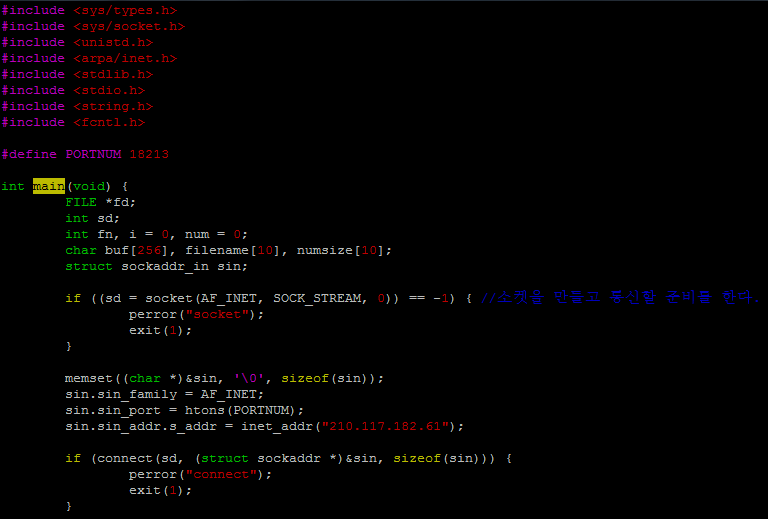 #include <sys/types.h>
#include <sys/socket.h>
#include <unistd.h>
#include <arpa/inet.h>
#include <stdlib.h>
#include <stdio.h>
#include <string.h>
#include <fcntl.h>
#define PORTNUM 18213
int main(void) {
FILE *fd;
int sd;
int fn, i = 0, num = 0;
char buf[256], filename[10], numsize[10];
struct sockaddr_in sin;
if ((sd = socket(AF_INET, SOCK_STREAM, 0)) == -1) { //소켓을 만들고 통신할 준비를 한다.
perror("socket");
exit(1);
}
memset((char *)&sin, '\0', sizeof(sin));
sin.sin_family = AF_INET;
sin.sin_port = htons(PORTNUM);
sin.sin_addr.s_addr = inet_addr("210.117.182.61");
if (connect(sd, (struct sockaddr *)&sin, sizeof(sin))) {
perror("connect");
exit(1);
}